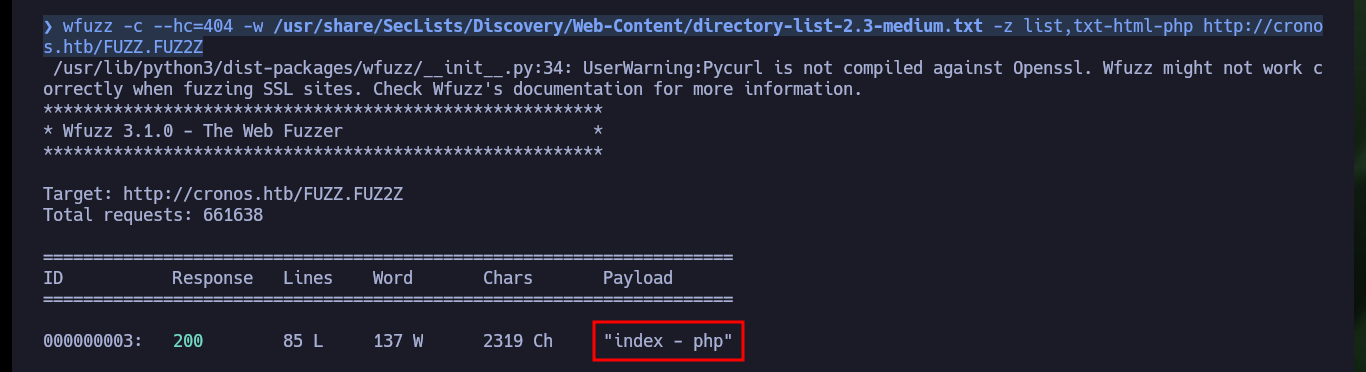 ❯ wfuzz -c --hc=404 -w /usr/share/SecLists/Discovery/Web-Content/directory-list-2.3-medium.txt -z list,txt-html-php http://crono
s.htb/FUZZ.FUZ2Z
 /usr/lib/python3/dist-packages/wfuzz/__init__.py:34: UserWarning:Pycurl is not compiled against Openssl. Wfuzz might not work c
orrectly when fuzzing SSL sites. Check Wfuzz's documentation for more information.
********************************************************
* Wfuzz 3.1.0 - The Web Fuzzer                         *
********************************************************

Target: http://cronos.htb/FUZZ.FUZ2Z
Total requests: 661638

=====================================================================
ID           Response   Lines    Word       Chars       Payload
=====================================================================

000000003:   200        85 L     137 W      2319 Ch     "index - php"